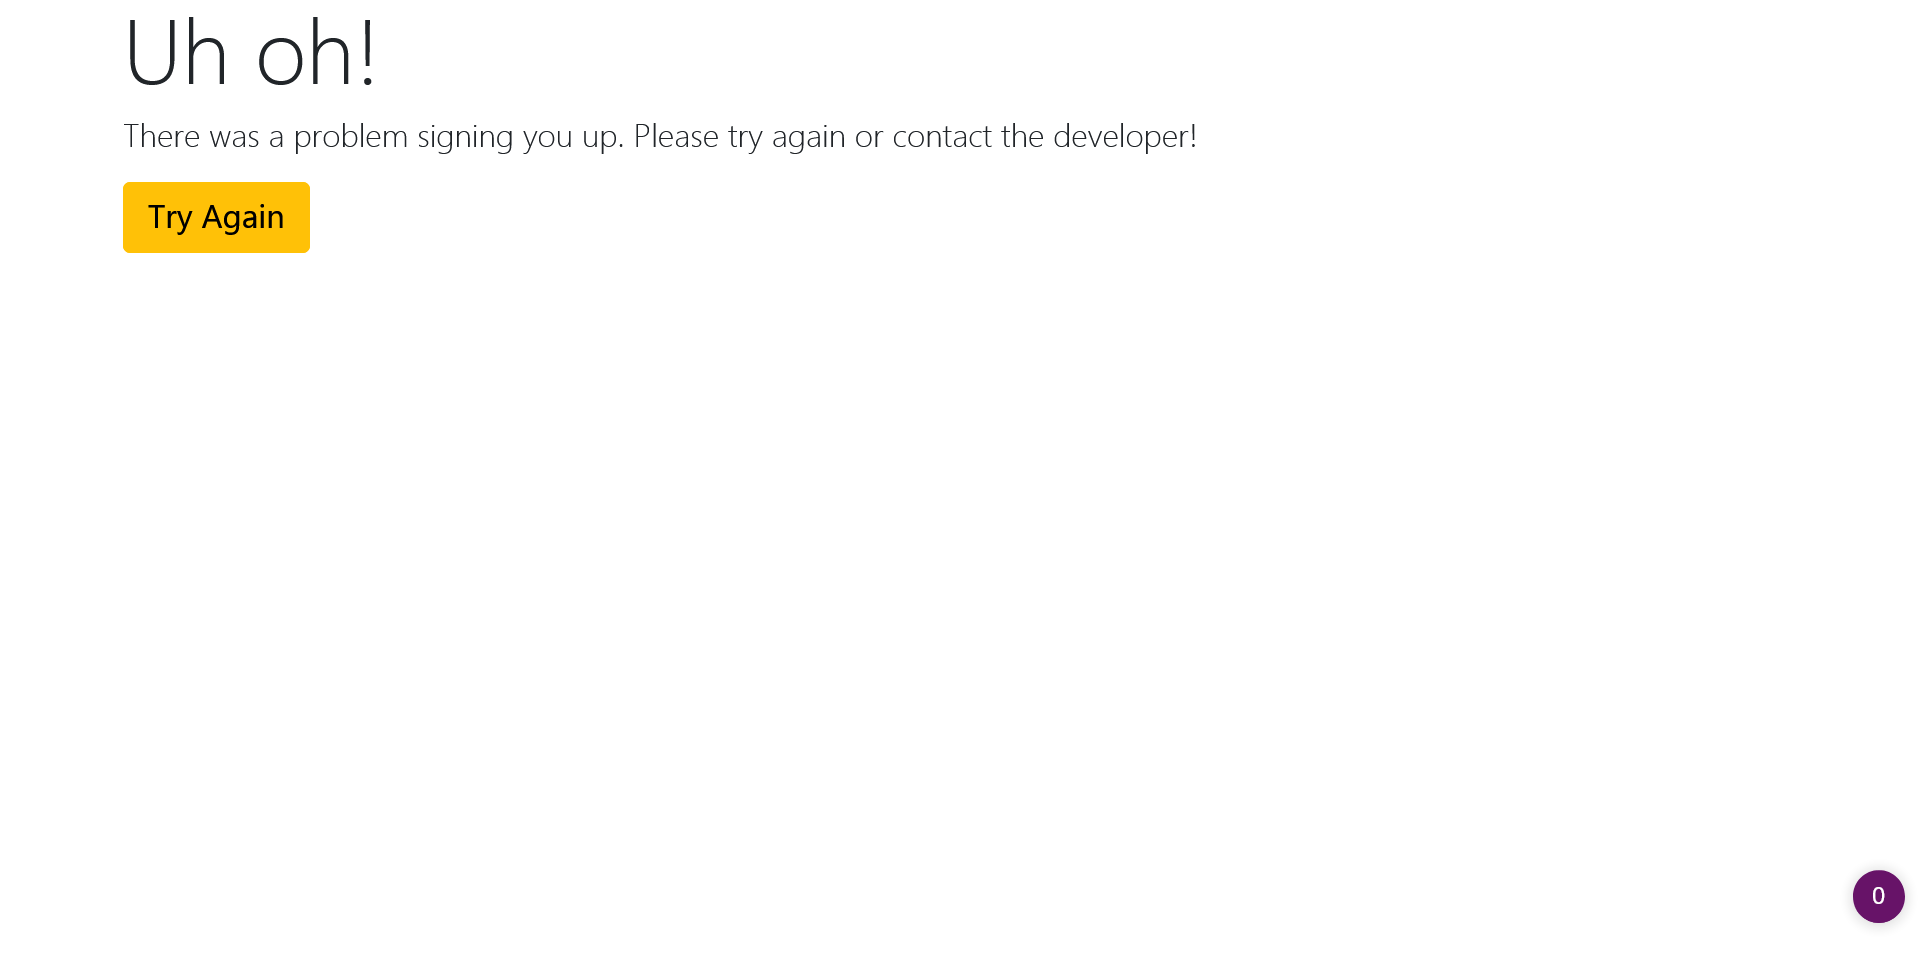 Uh oh!
There was a problem signing you up. Please try again or contact the developer!
Try Again
0